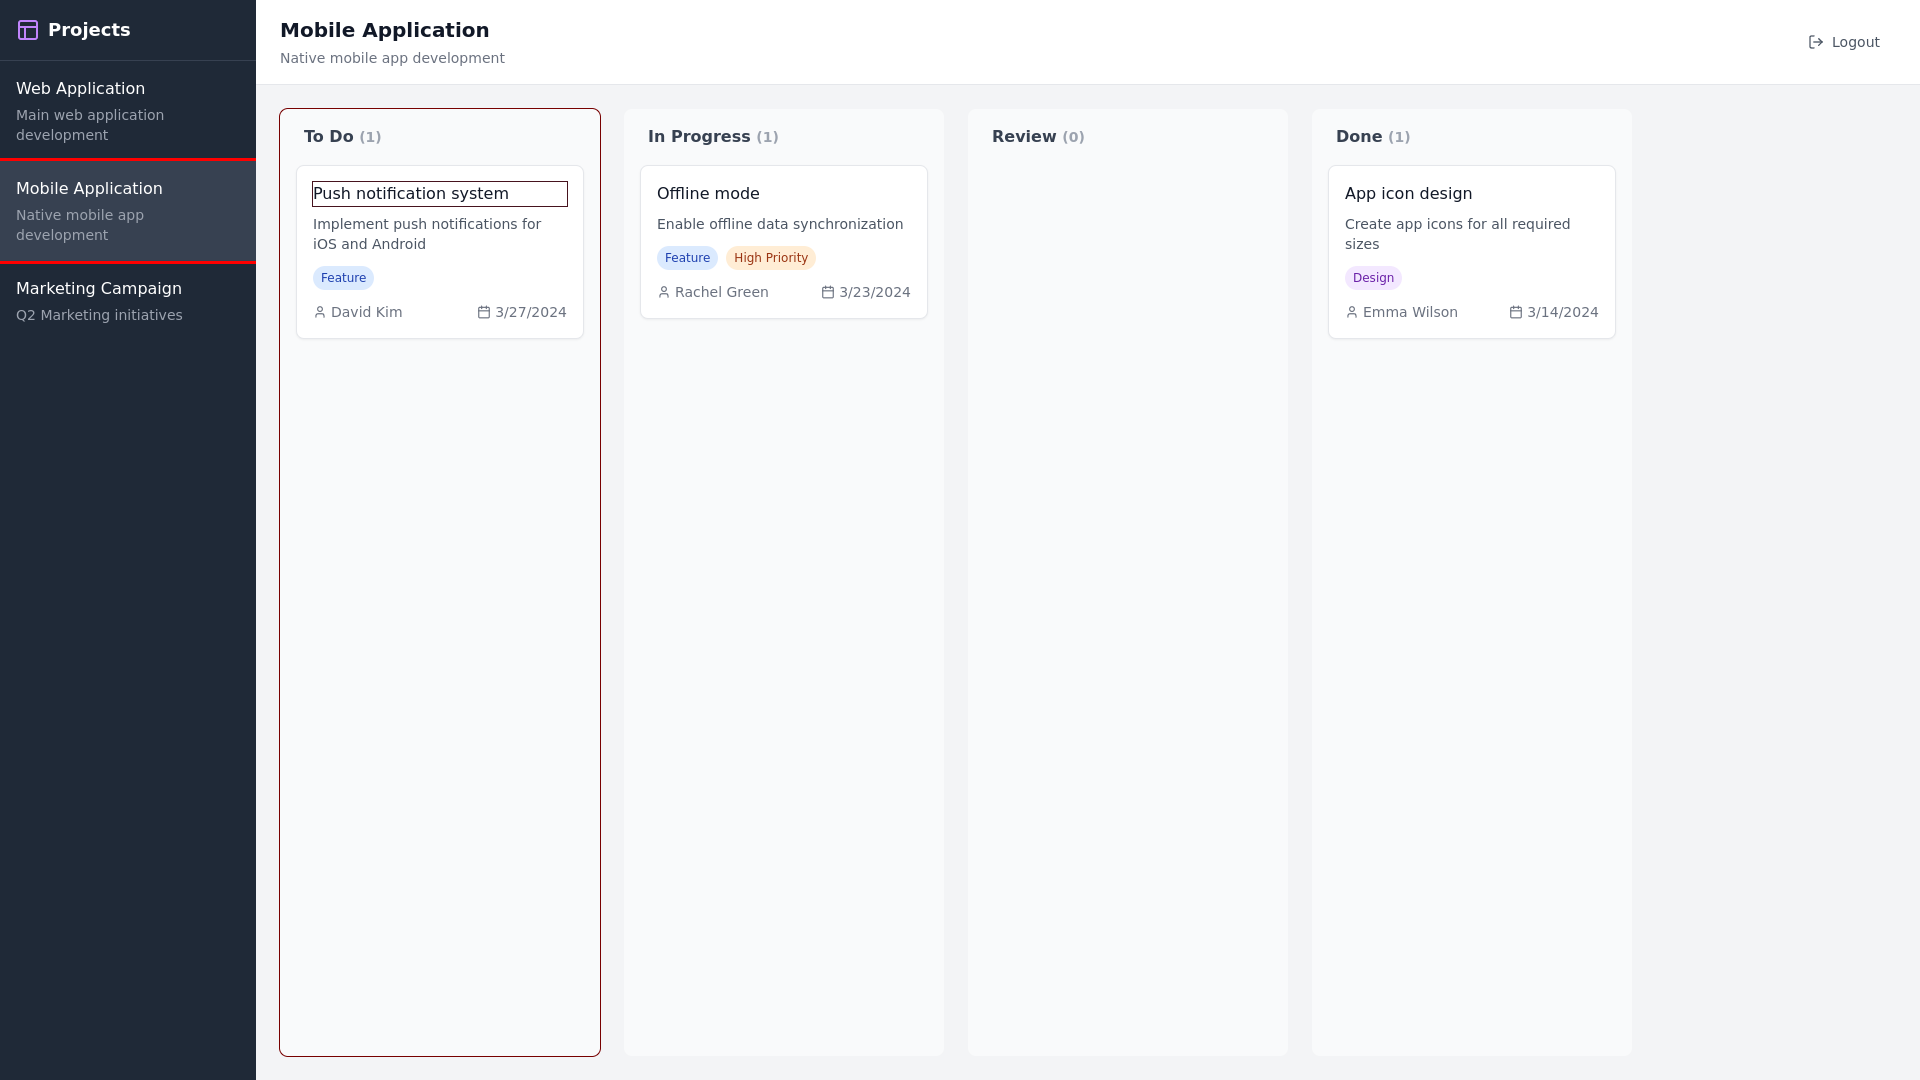 Projects
Web Application
Main web application
development
Mobile Application
Native mobile app
development
Marketing Campaign
Q2 Marketing initiatives
Mobile Application
Native mobile app development
Logout
To Do (1)
Push notification system
Implement push notifications for
iOS and Android
Feature
David Kim 3/27/2024
In Progress (1)
Offline mode
Enable offline data synchronization
Feature High Priority
Rachel Green 3/23/2024
Review (0)
Done (1)
App icon design
Create app icons for all required
sizes
Design
Emma Wilson 3/14/2024